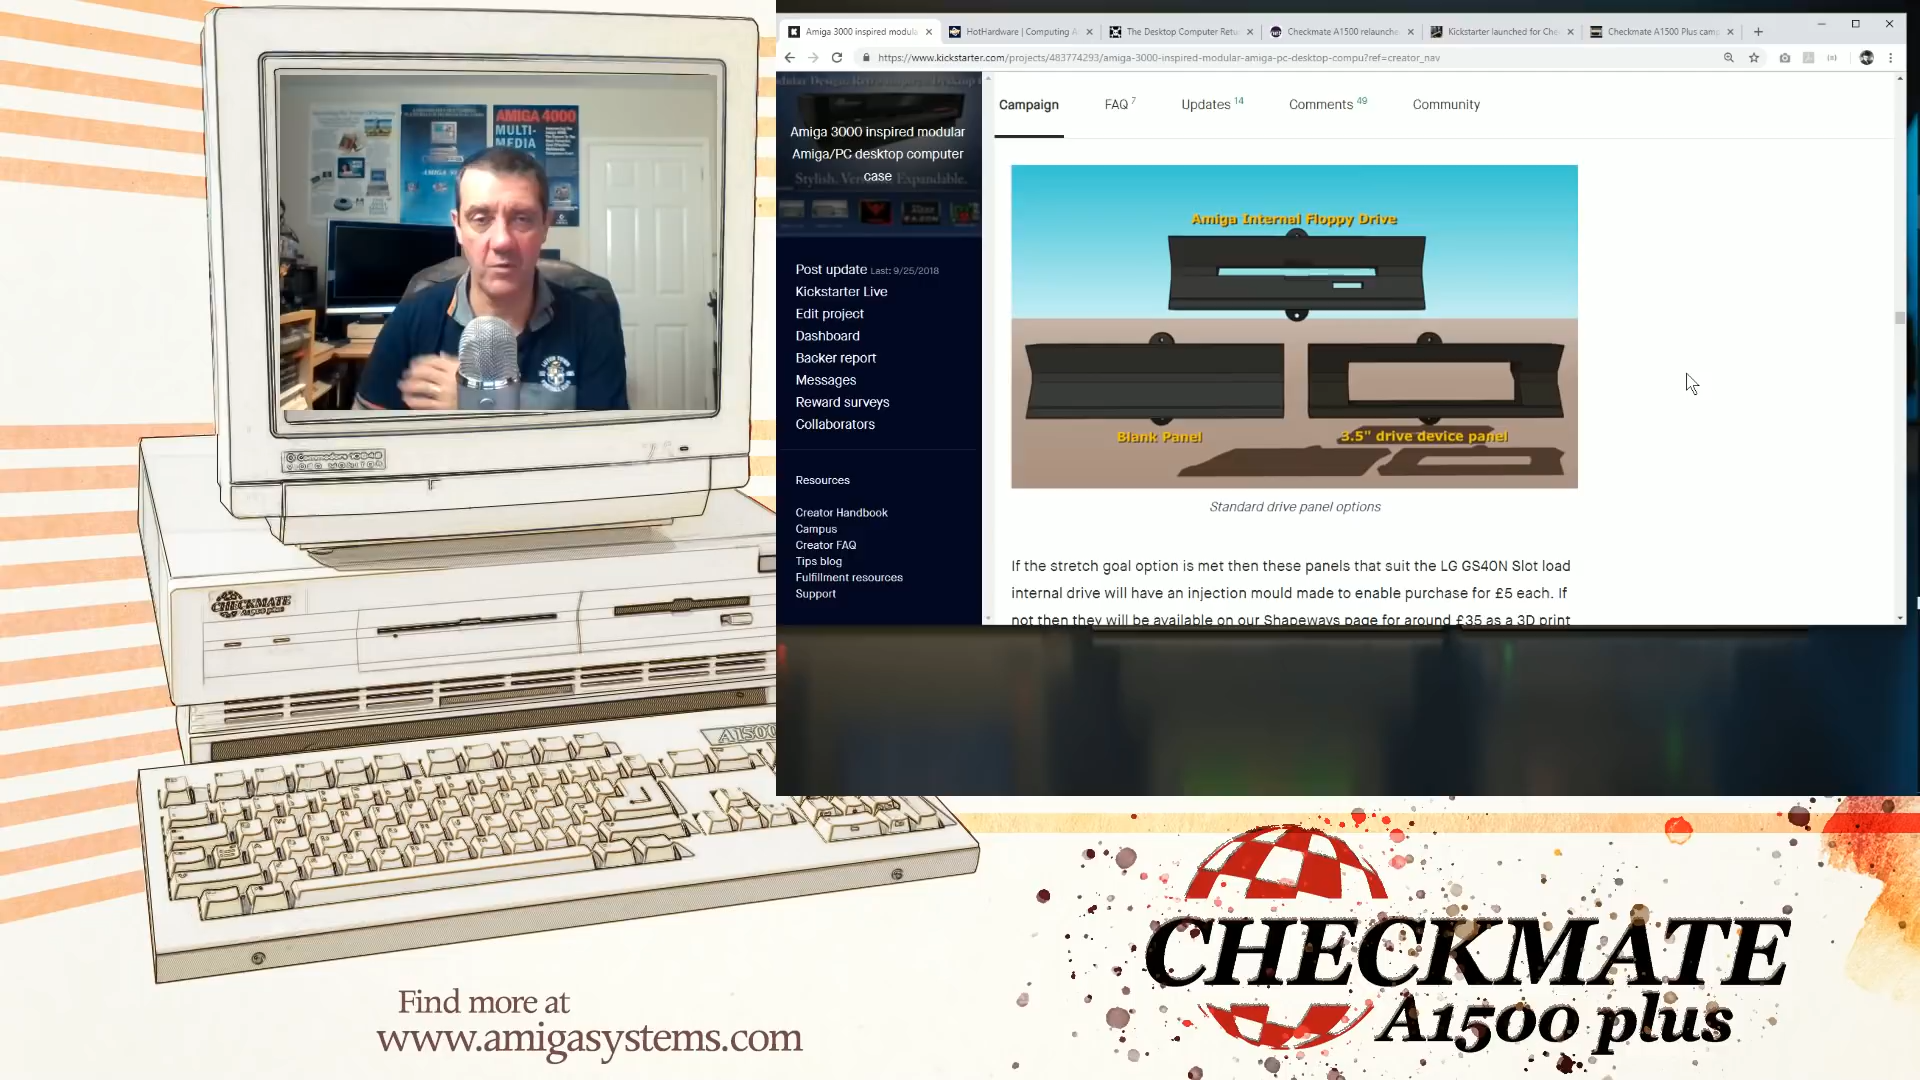 Amiga 3000 inspired modula
HotHardware | Computing A
The Desktop Computer Retu
Checkmate A1500 relaunche
Kickstarter launched for Che
Checkmate A1500 Plus camp
https://www.kickstarter.com/projects/483774293/amiga-3000-inspired-modular-amiga-pc-desktop-compu?ref=creator_nav
Campaign
FAQ 7
Updates 14
Comments 49
Community
Amiga 3000 inspired modular
Amiga/PC desktop computer
case
Stylish. Versatile. Expandable.
Post update Last: 9/25/2018
Kickstarter Live
Edit project
Dashboard
Backer report
Messages
Reward surveys
Collaborators
Resources
Creator Handbook
Campus
Creator FAQ
Tips blog
Fulfillment resources
Support
Amiga Internal Floppy Drive
Blank Panel
3.5" drive device panel
Standard drive panel options
If the stretch goal option is met then these panels that suit the LG GS40N Slot load
internal drive will have an injection mould made to enable purchase for £5 each. If
not then they will be available on our Shapeways page for around £35 as a 3D print
AMIGA 4000
MULTI-
MEDIA
CHECKMATE
A1500 plus
A1500
Find more at
www.amigasystems.com
CHECKMATE
A1500 plus